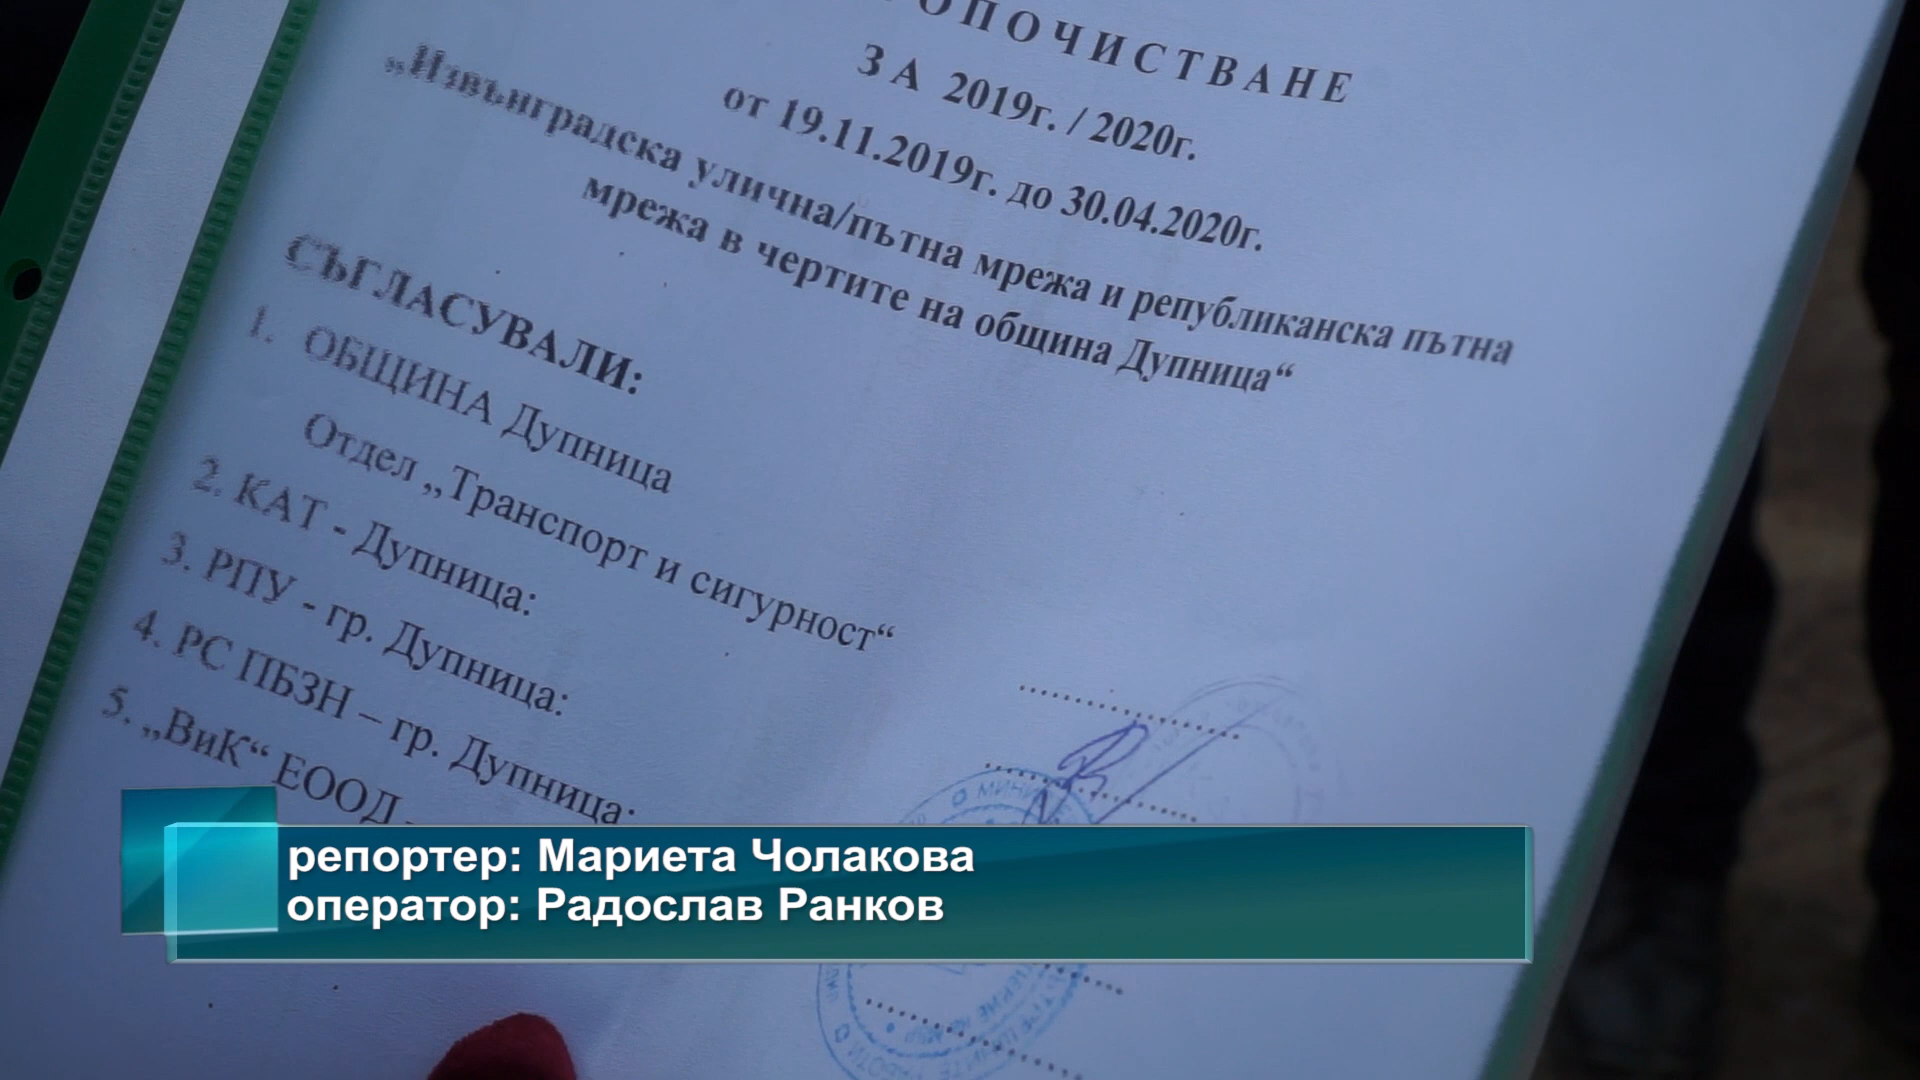 ОПОЧИСТВАНЕ
ЗА 2019г. / 2020г.
от 19.11.2019г. до 30.04.2020г.
„Извънградска улична/пътна мрежа и републиканска пътна
мрежа в чертите на община Дупница“
СЪГЛАСУВАЛИ:
1. ОБЩИНА Дупница
Отдел „Транспорт и сигурност“
2. КАТ - Дупница:
3. РПУ - гр. Дупница:
4. РС ПБЗН – гр. Дупница:
5. „ВиК“ ЕООД -
репортер: Мариета Чолакова
оператор: Радослав Ранков